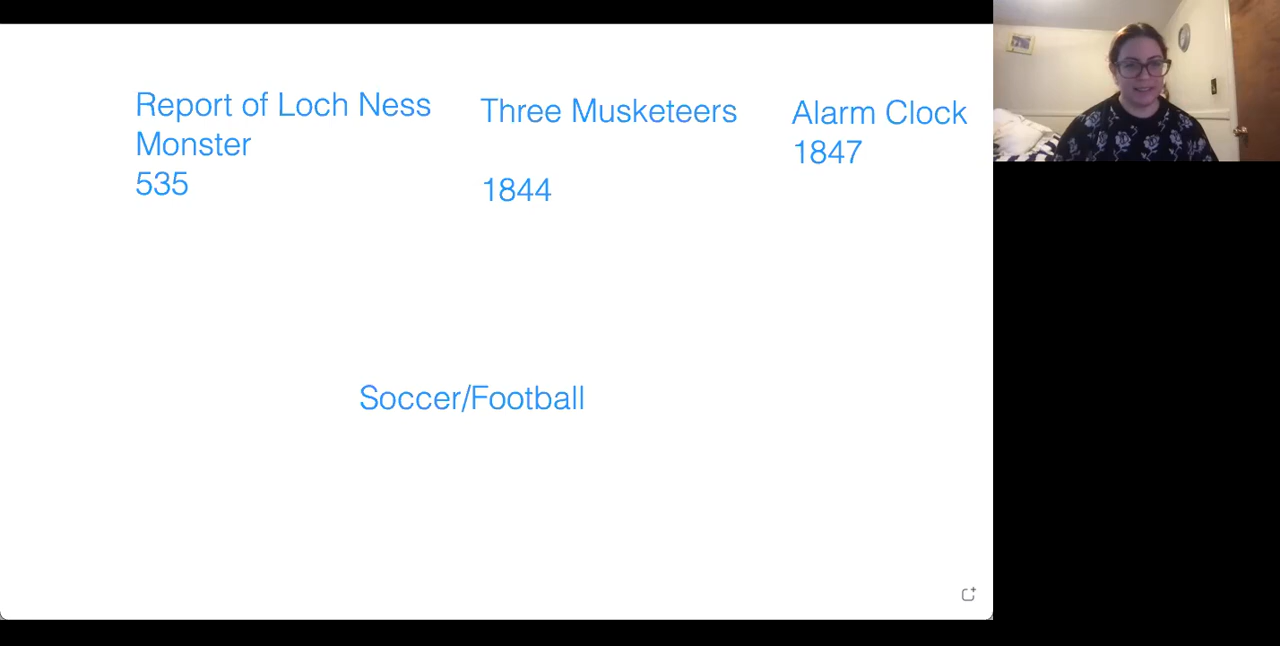 Report of Loch Ness
Monster
535
Three Musketeers
1844
Alarm Clock
1847
Soccer/Football